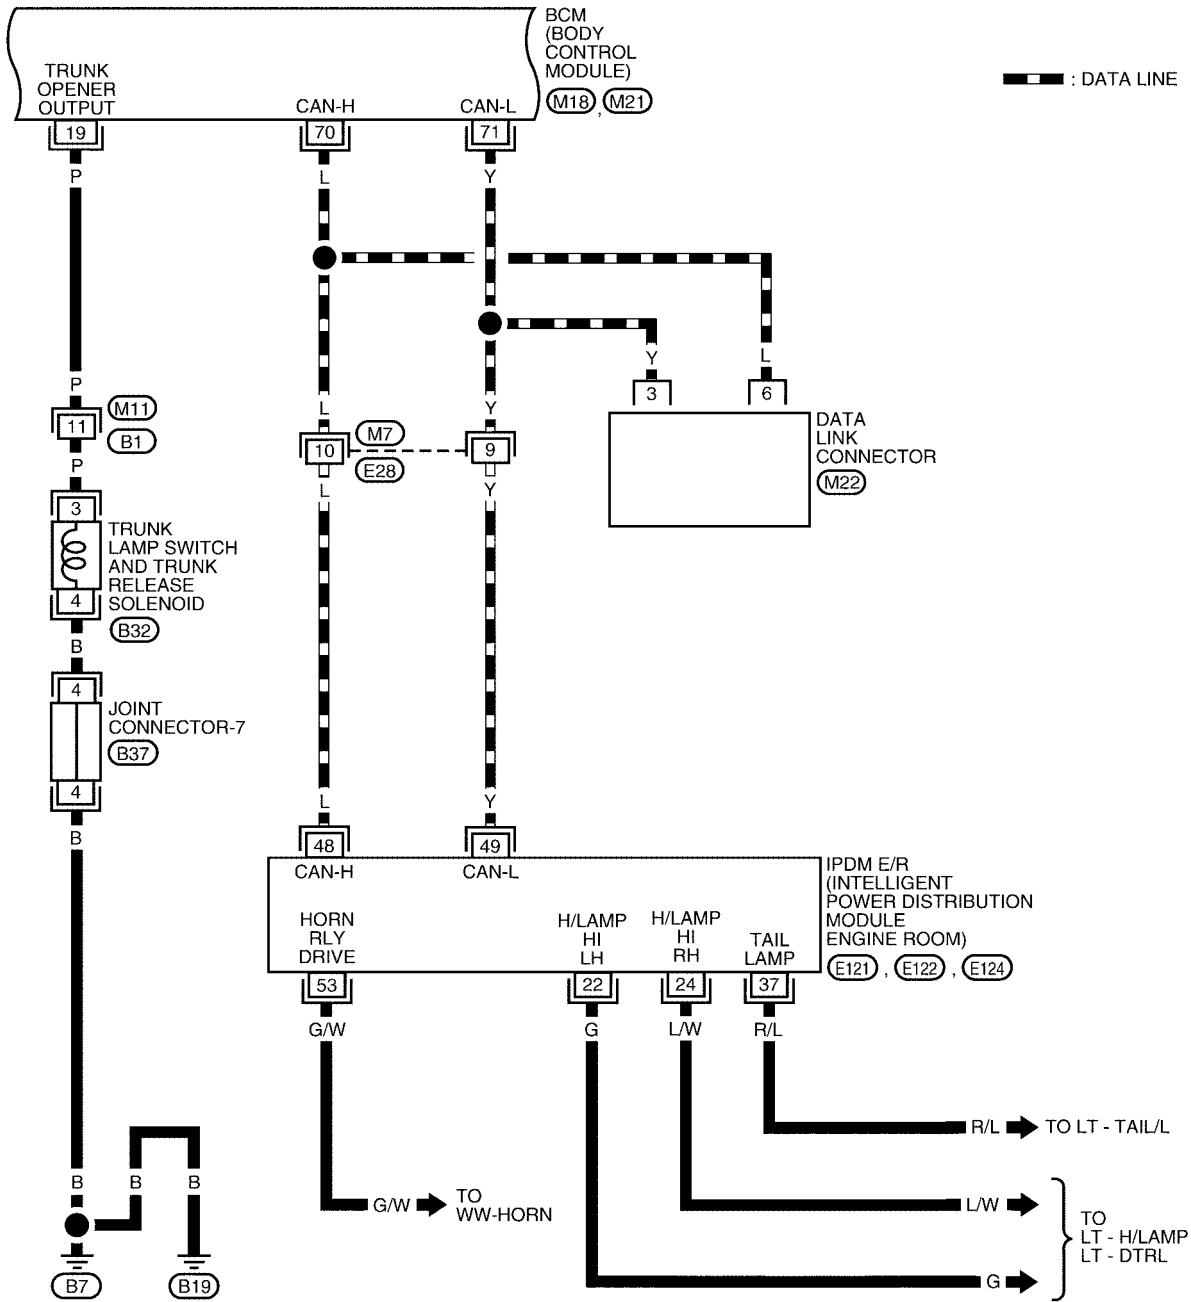 BCM
(BODY
CONTROL
MODULE)
M18 , M21
: DATA LINE
TRUNK
OPENER
OUTPUT
CAN-H
CAN-L
19
70
71
P
L
Y
Y
L
3
6
DATA
LINK
CONNECTOR
M22
P
L
Y
11
M11
B1
10
M7
E28
9
P
L
Y
3
TRUNK
LAMP SWITCH
AND TRUNK
RELEASE
SOLENOID
B32
4
B
4
JOINT
CONNECTOR-7
B37
4
B
L
Y
48
49
CAN-H
CAN-L
IPDM E/R
(INTELLIGENT
POWER DISTRIBUTION
MODULE
ENGINE ROOM)
E121 , E122 , E124
HORN
RLY
DRIVE
H/LAMP
HI
LH
H/LAMP
HI
RH
TAIL
LAMP
53
22
24
37
G/W
G
L/W
R/L
R/L
TO LT - TAIL/L
B
B
B
G/W
TO
WW-HORN
L/W
G
TO
LT - H/LAMP
LT - DTRL
B7
B19